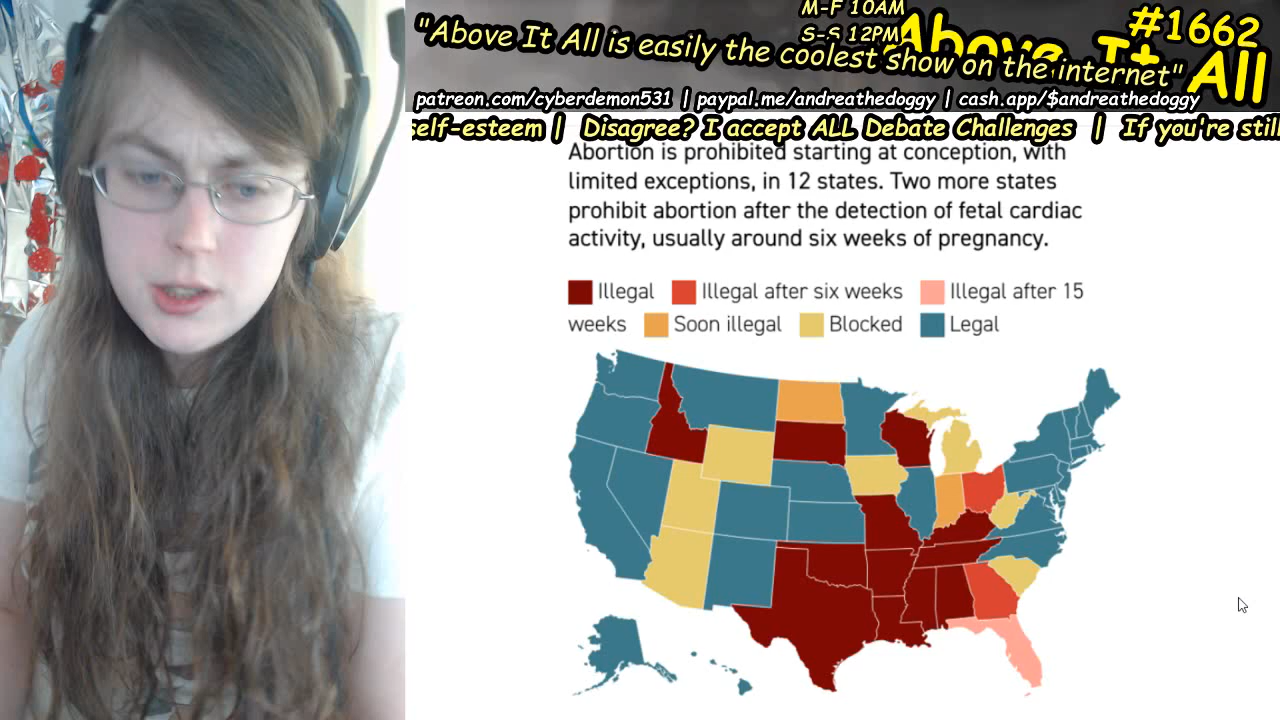 M-F 10AM
S-S 12PM
Above It All
#1662
"Above It All is easily the coolest show on the internet"
patreon.com/cyberdemon531 | paypal.me/andreathedoggy | cash.app/$andreathedoggy
self-esteem | Disagree? I accept ALL Debate Challenges | If you're still
Abortion is prohibited starting at conception, with
limited exceptions, in 12 states. Two more states
prohibit abortion after the detection of fetal cardiac
activity, usually around six weeks of pregnancy.
Illegal Illegal after six weeks Illegal after 15
weeks Soon illegal Blocked Legal